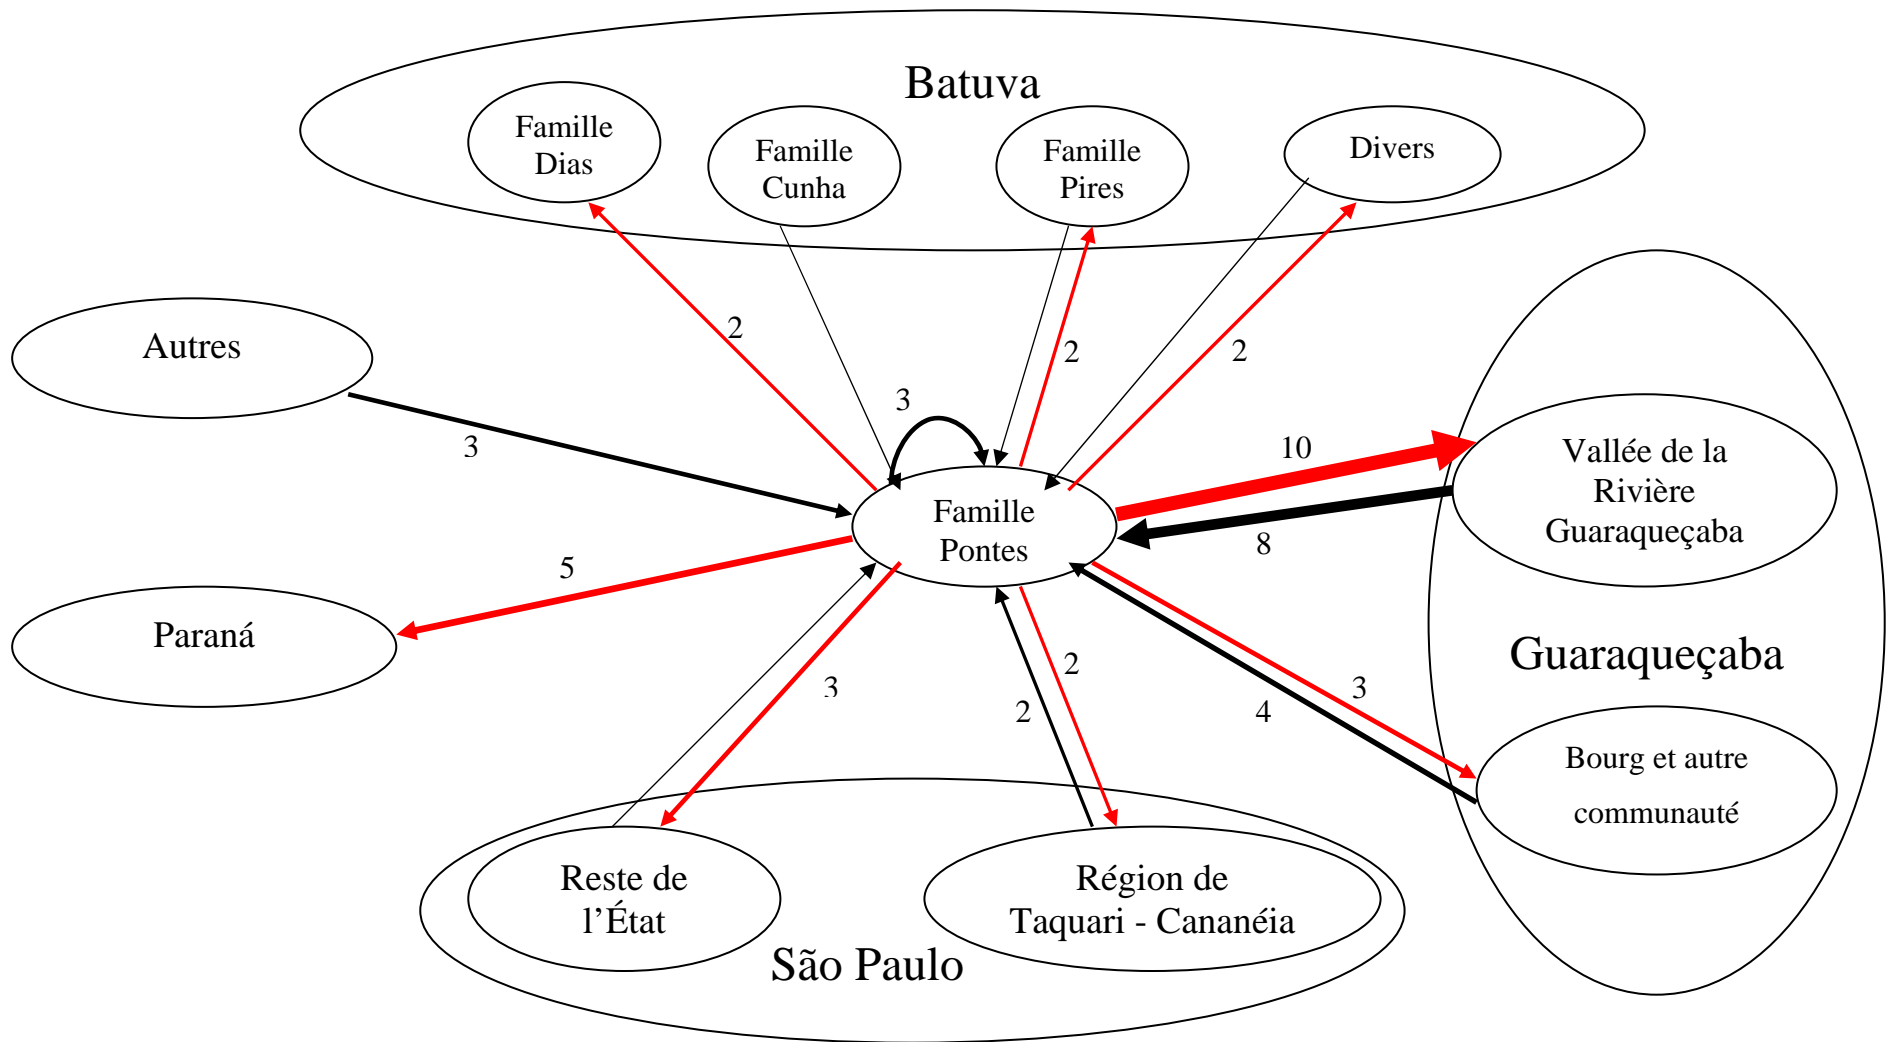 Batuva
Famille
Dias
Famille
Cunha
Famille
Pires
Divers
Autres
2
2
2
3
3
10
8
Famille
Pontes
Vallée de la
Rivière
Guaraqueçaba
5
Paraná
Guaraqueçaba
3
2
2
3
4
Bourg et autre
communauté
Reste de
l’État
Région de
Taquari - Cananéia
São Paulo